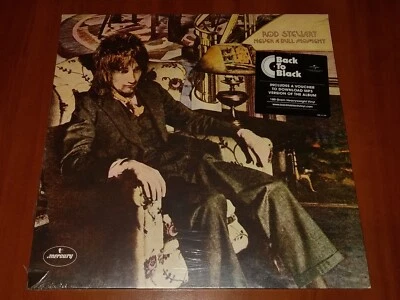 ROD STEWART
NEVER A DULL MOMENT
Back
To
Black
INCLUDES A VOUCHER
TO DOWNLOAD MP3
VERSION OF THE ALBUM
180 Gram Heavyweight Vinyl
mercury